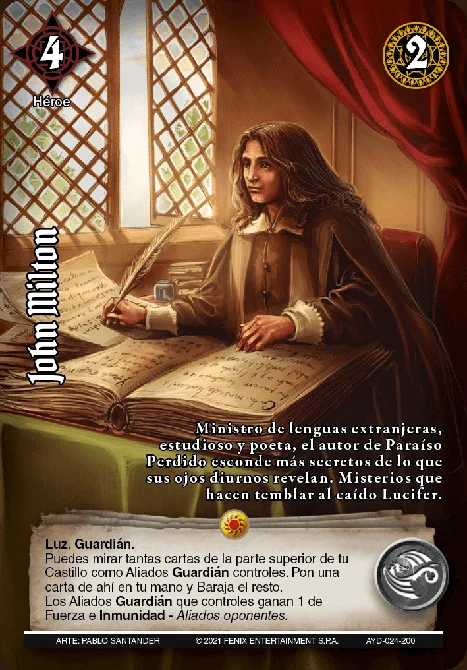 4
2
Héroe
John Milton
Ministro de lenguas extranjeras,
estudioso y poeta, el autor de Paraíso
Perdido esconde más secretos de lo que
sus ojos diurnos revelan. Misterios que
hacen temblar al caído Lucifer.
Luz. Guardián.
Puedes mirar tantas cartas de la parte superior de tu
Castillo como Aliados Guardián controles. Pon una
carta de ahí en tu mano y Baraja el resto.
Los Aliados Guardián que controles ganan 1 de
Fuerza e Inmunidad - Aliados oponentes.
ARTE: PABLO SANTANDER © 2021 FENIX ENTERTAINMENT S.P.A. AYD-024-200